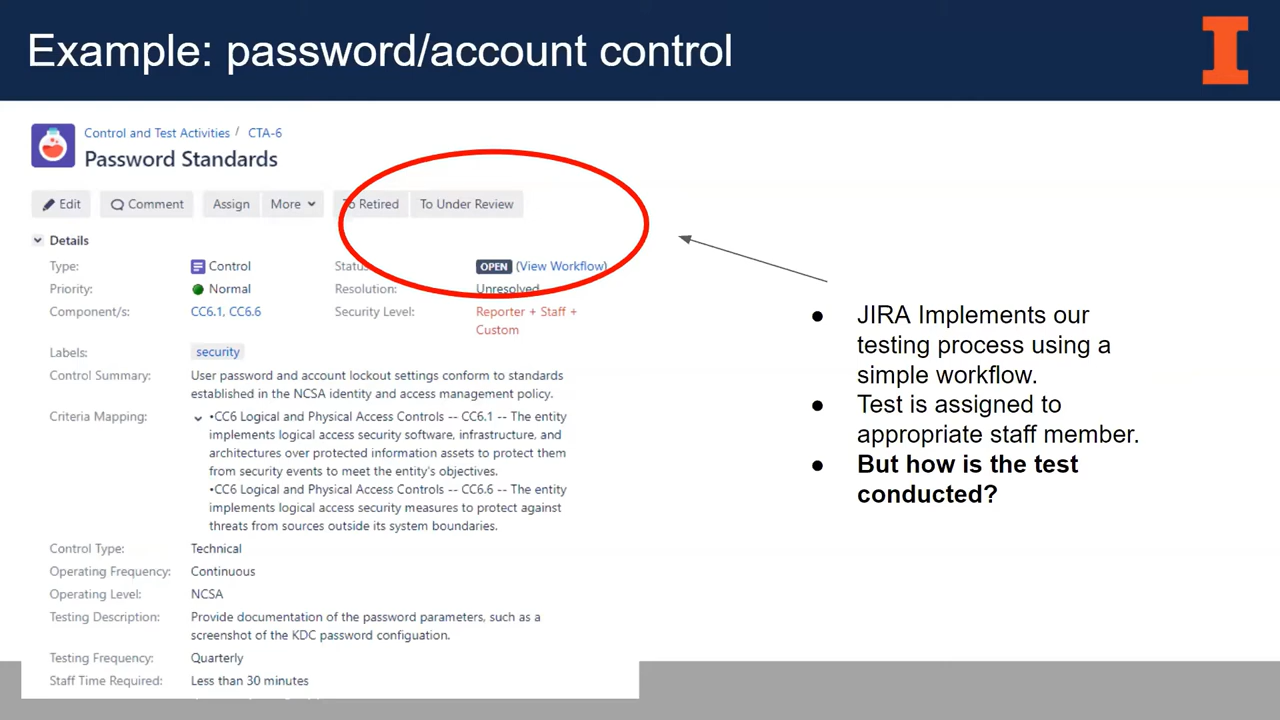 Example: password/account control
Control and Test Activities / CTA-6
Password Standards
Edit Comment Assign More To Retired To Under Review
Details
Type: Control Status: OPEN (View Workflow)
Priority: Normal Resolution: Unresolved
Component/s: CC6.1, CC6.6 Security Level: Reporter + Staff +
Custom
Labels: security
Control Summary: User password and account lockout settings conform to standards
established in the NCSA identity and access management policy.
Criteria Mapping: •CC6 Logical and Physical Access Controls -- CC6.1 -- The entity
implements logical access security software, infrastructure, and
architectures over protected information assets to protect them
from security events to meet the entity's objectives.
•CC6 Logical and Physical Access Controls -- CC6.6 -- The entity
implements logical access security measures to protect against
threats from sources outside its system boundaries.
Control Type: Technical
Operating Frequency: Continuous
Operating Level: NCSA
Testing Description: Provide documentation of the password parameters, such as a
screenshot of the KDC password configuation.
Testing Frequency: Quarterly
Staff Time Required: Less than 30 minutes
● JIRA Implements our
testing process using a
simple workflow.
● Test is assigned to
appropriate staff member.
● But how is the test
conducted?